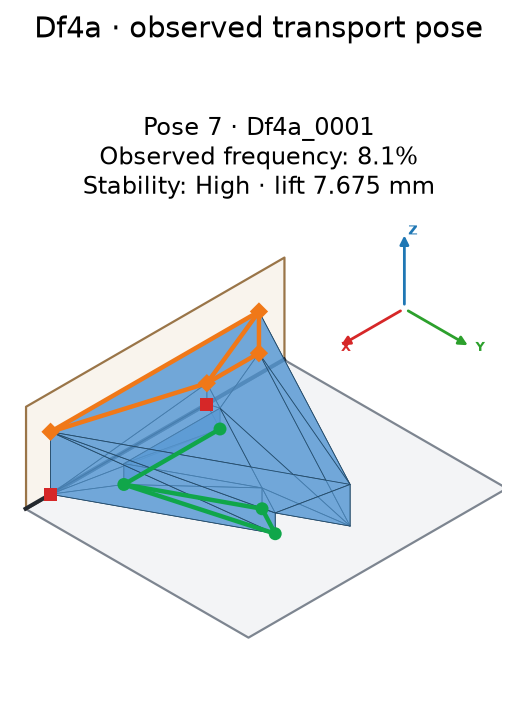 Df4a · observed transport pose
Pose 7 · Df4a_0001
Observed frequency: 8.1%
Stability: High · lift 7.675 mm
Z
X
Y